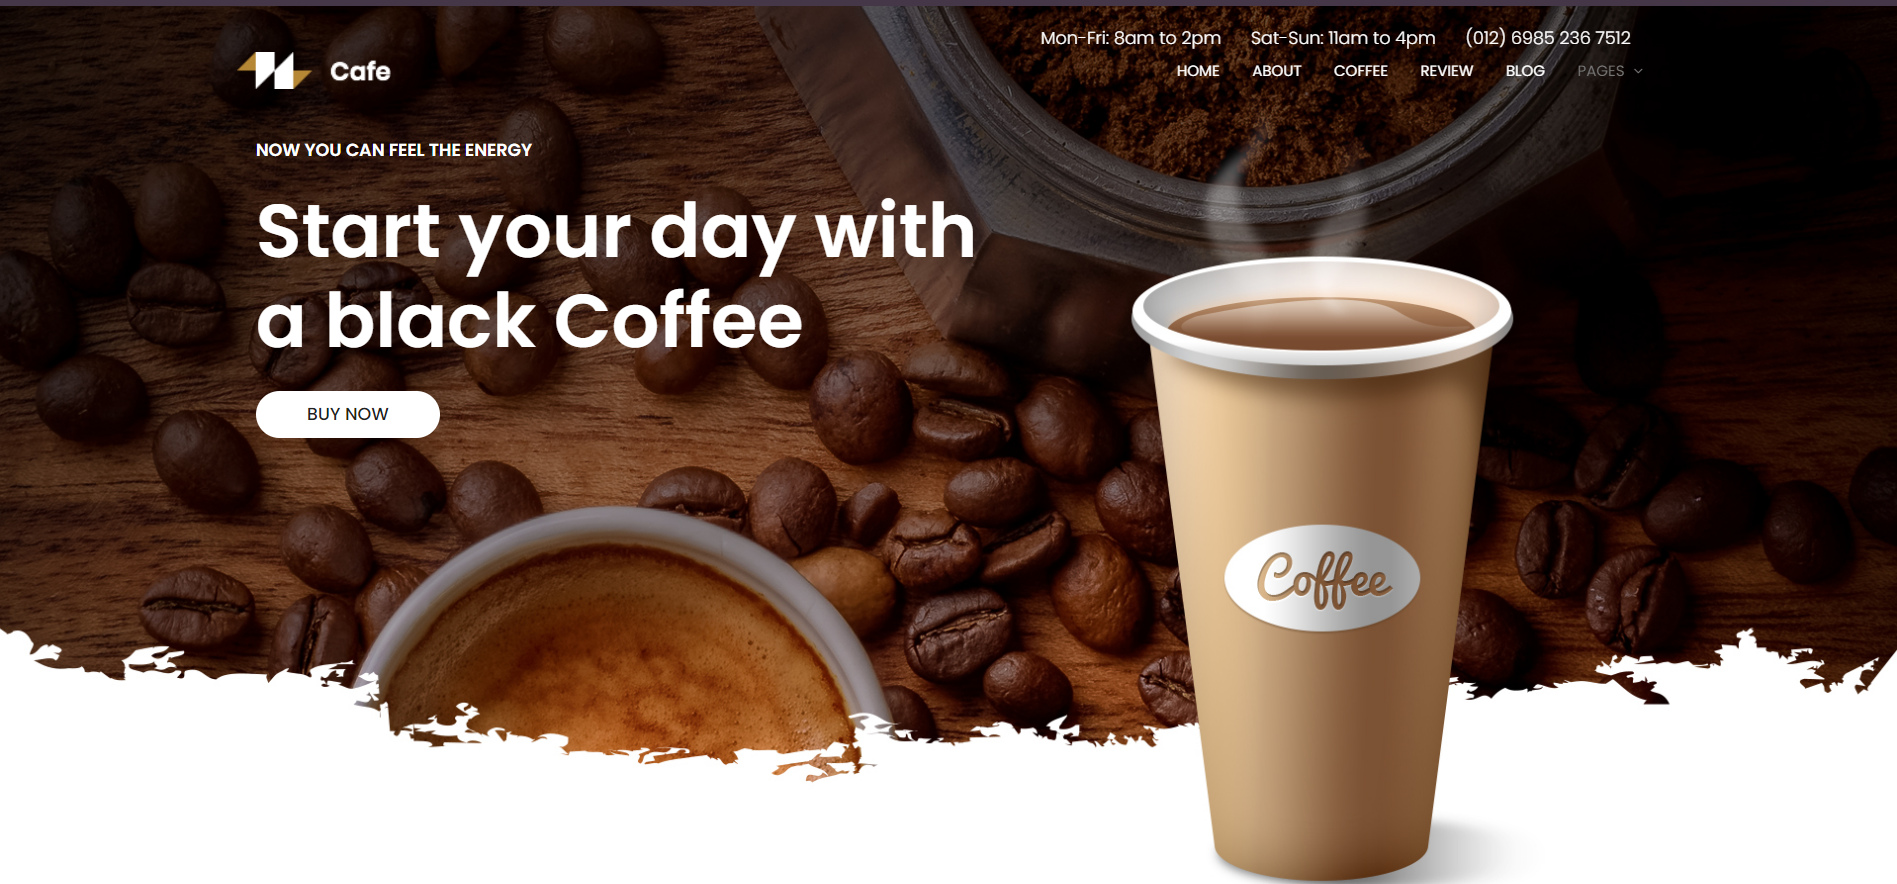 Mon-Fri: 8am to 2pm Sat-Sun: 11am to 4pm (012) 6985 236 7512
Cafe
HOME ABOUT COFFEE REVIEW BLOG PAGES
NOW YOU CAN FEEL THE ENERGY
Start your day with
a black Coffee
BUY NOW
Coffee